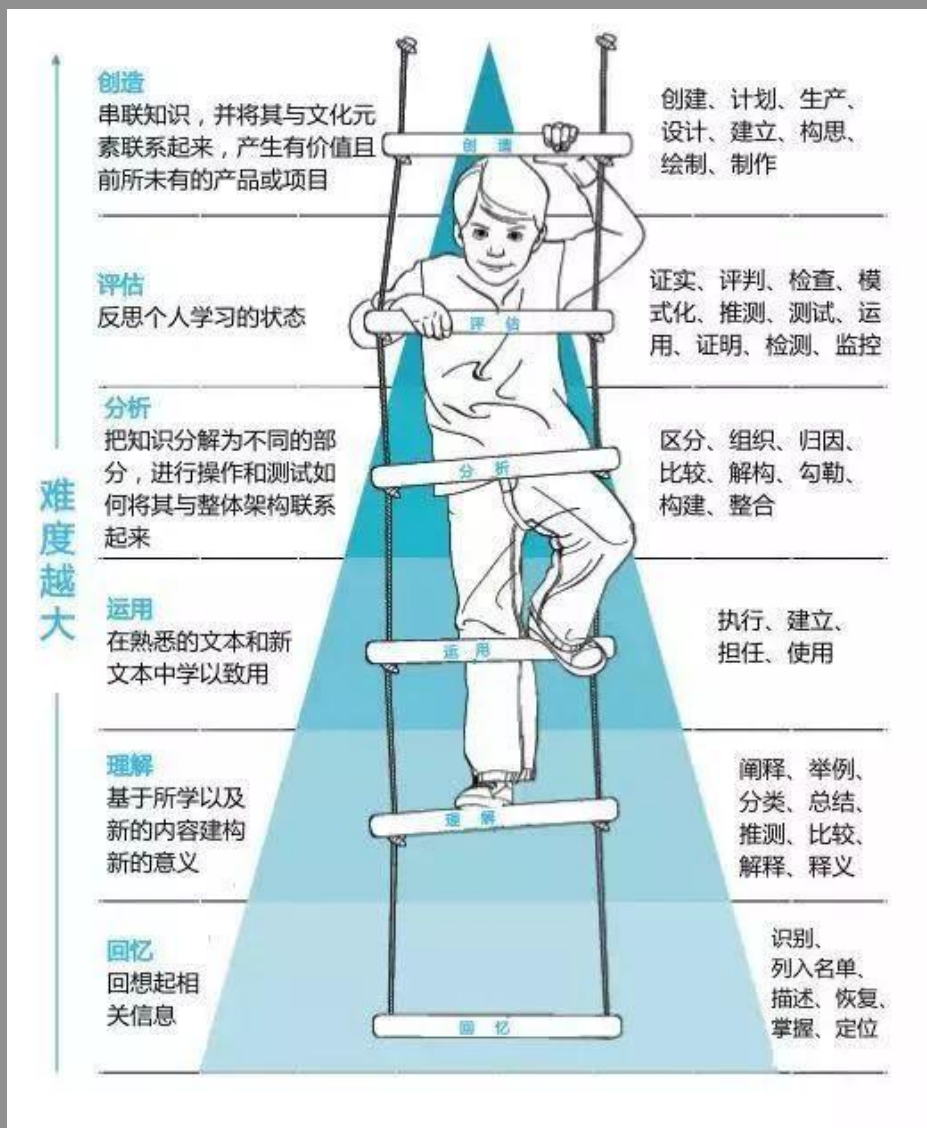 难度越大
创造
串联知识，并将其与文化元
素联系起来，产生有价值且
前所未有的产品或项目
创造
创建、计划、生产、
设计、建立、构思、
绘制、制作
评估
反思个人学习的状态
评估
证实、评判、检查、模
式化、推测、测试、运
用、证明、检测、监控
分析
把知识分解为不同的部
分，进行操作和测试如
何将其与整体架构联系
起来
分析
区分、组织、归因、
比较、解构、勾勒、
构建、整合
运用
在熟悉的文本和新
文本中学以致用
运用
执行、建立、
担任、使用
理解
基于所学以及
新的内容建构
新的意义
理解
阐释、举例、
分类、总结、
推测、比较、
解释、释义
回忆
回想起相
关信息
回忆
识别、
列入名单、
描述、恢复、
掌握、定位